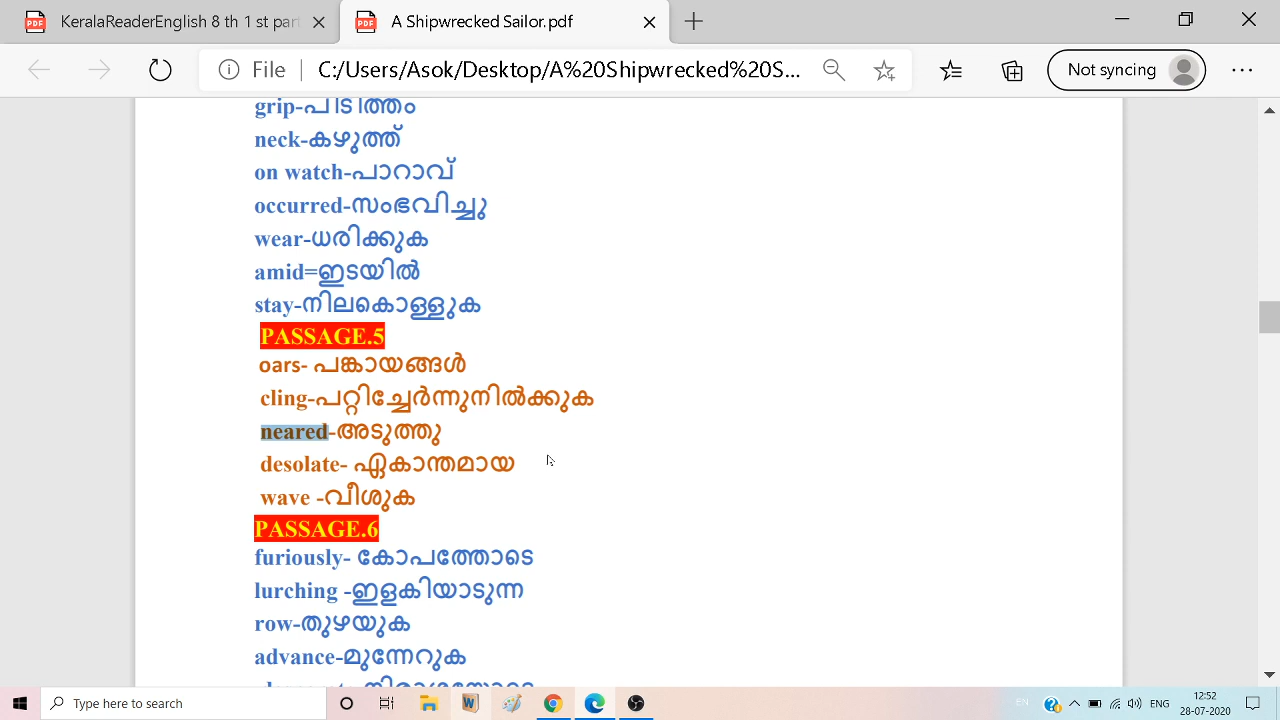 KeralaReaderEnglish 8 th 1 st part
A Shipwrecked Sailor.pdf
File
C:/Users/Asok/Desktop/A%20Shipwrecked%20S...
Not syncing
grip-പിടിത്തം
neck-കഴുത്ത്
on watch-പാറാവ്
occurred-സംഭവിച്ചു
wear-ധരിക്കുക
amid=ഇടയിൽ
stay-നിലകൊള്ളുക
PASSAGE.5
oars- പങ്കായങ്ങൾ
cling-പറ്റിച്ചേർന്നുനിൽക്കുക
neared-അടുത്തു
desolate- ഏകാന്തമായ
wave -വീശുക
PASSAGE.6
furiously- കോപത്തോടെ
lurching -ഇളകിയാടുന്ന
row-തുഴയുക
advance-മുന്നേറുക
Type here to search
EN
ENG
12:52
28-07-2020